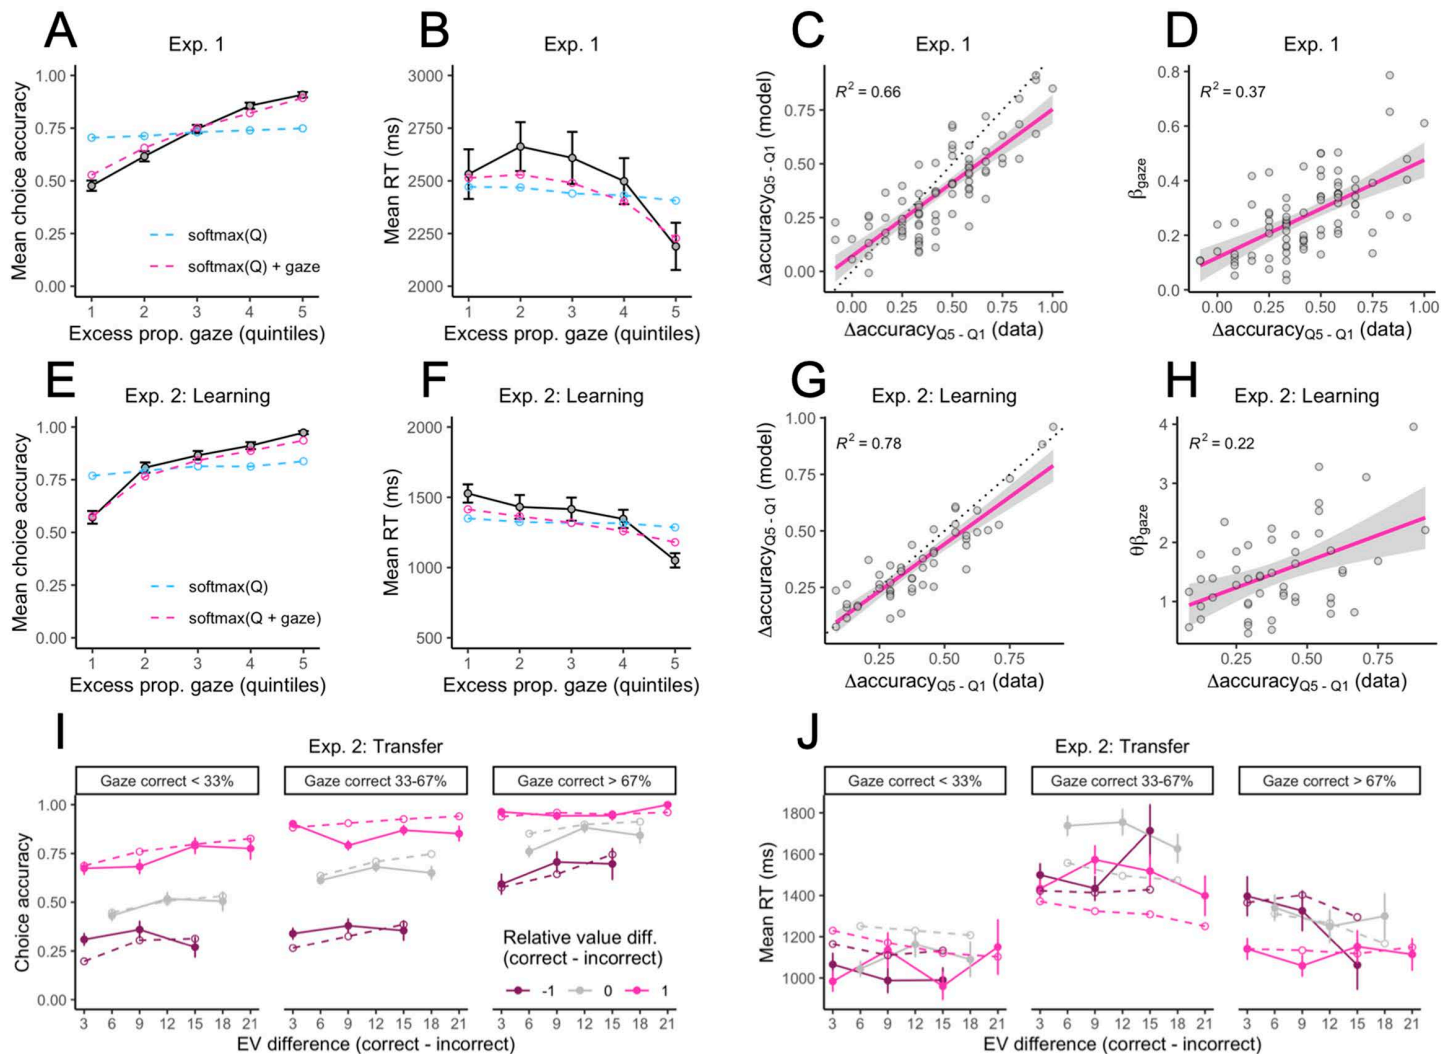 A
Exp. 1
Mean choice accuracy
1.00
0.75
0.50
0.25
0.00
softmax(Q)
softmax(Q) + gaze
1 2 3 4 5
Excess prop. gaze (quintiles)
B
Exp. 1
Mean RT (ms)
3000
2750
2500
2250
2000
1 2 3 4 5
Excess prop. gaze (quintiles)
C
Exp. 1
R² = 0.66
Δaccuracy Q5 - Q1 (model)
0.75
0.50
0.25
0.00
0.00 0.25 0.50 0.75 1.00
Δaccuracy Q5 - Q1 (data)
D
Exp. 1
R² = 0.37
βgaze
0.8
0.6
0.4
0.2
0.0
0.00 0.25 0.50 0.75 1.00
Δaccuracy Q5 - Q1 (data)
E
Exp. 2: Learning
Mean choice accuracy
1.00
0.75
0.50
0.25
0.00
softmax(Q)
softmax(Q + gaze)
1 2 3 4 5
Excess prop. gaze (quintiles)
F
Exp. 2: Learning
Mean RT (ms)
2000
1500
1000
500
1 2 3 4 5
Excess prop. gaze (quintiles)
G
Exp. 2: Learning
R² = 0.78
Δaccuracy Q5 - Q1 (model)
1.00
0.75
0.50
0.25
0.25 0.50 0.75
Δaccuracy Q5 - Q1 (data)
H
Exp. 2: Learning
R² = 0.22
θβgaze
4
3
2
1
0.25 0.50 0.75
Δaccuracy Q5 - Q1 (data)
I
Exp. 2: Transfer
Gaze correct < 33%
Gaze correct 33-67%
Gaze correct > 67%
Choice accuracy
1.00
0.75
0.50
0.25
0.00
Relative value diff.
(correct - incorrect)
-1 0 1
3 6 9 12 15 18 21
3 6 9 12 15 18 21
3 6 9 12 15 18 21
EV difference (correct - incorrect)
J
Exp. 2: Transfer
Gaze correct < 33%
Gaze correct 33-67%
Gaze correct > 67%
Mean RT (ms)
1800
1600
1400
1200
1000
3 6 9 12 15 18 21
3 6 9 12 15 18 21
3 6 9 12 15 18 21
EV difference (correct - incorrect)